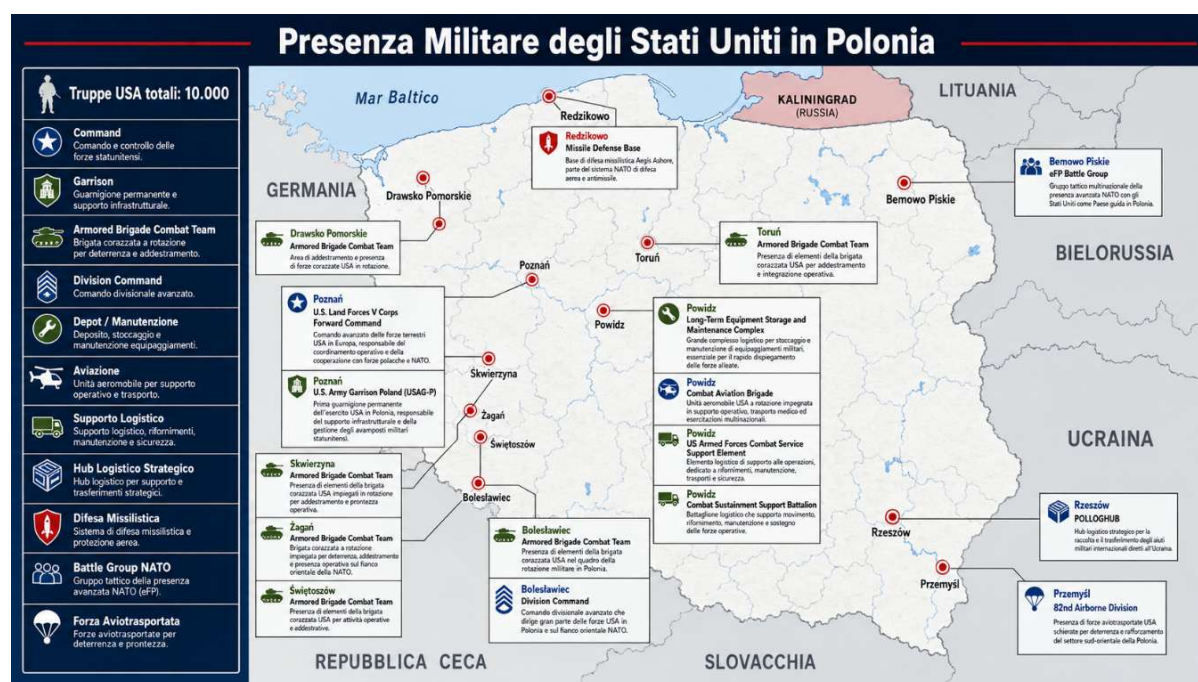 Presenza Militare degli Stati Uniti in Polonia
Truppe USA totali: 10.000
Command
Comando e controllo delle
forze statunitensi.
Garrison
Guarnigione permanente e
supporto infrastrutturale.
Armored Brigade Combat Team
Brigata corazzata a rotazione
per deterrenza e addestramento.
Division Command
Comando divisionale avanzato.
Depot / Manutenzione
Deposito, stoccaggio e
manutenzione equipaggiamenti.
Aviazione
Unità aeromobile per supporto
operativo e trasporto.
Supporto Logistico
Supporto logistico, rifornimenti,
manutenzione e sicurezza.
Hub Logistico Strategico
Hub logistico per supporto e
trasferimenti strategici.
Difesa Missilistica
Sistema di difesa missilistica e
protezione aerea.
Battle Group NATO
Gruppo tattico della presenza
avanzata NATO (eFP).
Forza Aviotrasportata
Forze aviotrasportate per
deterrenza e prontezza.
Mar Baltico
KALININGRAD
(RUSSIA)
LITUANIA
GERMANIA
BIELORUSSIA
UCRAINA
REPUBBLICA CECA
SLOVACCHIA
Redzikowo
Redzikowo
Missile Defense Base
Base di difesa missilistica Aegis Ashore,
parte del sistema NATO di difesa
aerea e antimissile.
Drawsko Pomorskie
Drawsko Pomorskie
Armored Brigade Combat Team
Area di addestramento e presenza
di forze corazzate USA in rotazione.
Bemowo Piskie
Bemowo Piskie
eFP Battle Group
Gruppo tattico multinazionale della
presenza avanzata NATO con gli
Stati Uniti come Paese guida in Polonia.
Toruń
Toruń
Armored Brigade Combat Team
Presenza di elementi della brigata
corazzata USA per addestramento
e integrazione operativa.
Poznań
Poznań
U.S. Land Forces V Corps
Forward Command
Comando avanzato delle forze terrestri
USA in Europa, responsabile del
coordinamento operativo e della
cooperazione con forze polacche e NATO.
Poznań
U.S. Army Garrison Poland (USAG-P)
Prima guarnigione permanente
dell'esercito USA in Polonia, responsabile
del supporto infrastrutturale e della
gestione degli avamposti militari
statunitensi.
Powidz
Powidz
Long-Term Equipment Storage and
Maintenance Complex
Grande complesso logistico per stoccaggio
e manutenzione di equipaggiamenti militari,
essenziale per il rapido dispiegamento
delle forze alleate.
Powidz
Combat Aviation Brigade
Unità aeromobile USA a rotazione impegnata
in supporto operativo, trasporto medico ed
esercitazioni multinazionali.
Powidz
US Armed Forces Combat Service
Support Element
Elemento logistico di supporto alle operazioni,
dedicato a rifornimenti, manutenzione,
trasporti e sicurezza.
Powidz
Combat Sustainment Support Battalion
Battaglione logistico che supporta movimento,
rifornimento, manutenzione e sostegno
delle forze operative.
Skwierzyna
Żagań
Świętoszów
Bolesławiec
Skwierzyna
Armored Brigade Combat Team
Presenza di elementi della brigata
corazzata USA impiegati in rotazione
per addestramento e prontezza
operativa.
Żagań
Armored Brigade Combat Team
Brigata corazzata a rotazione
impiegata per deterrenza, addestramento
e presenza operativa sul fianco
orientale della NATO.
Świętoszów
Armored Brigade Combat Team
Presenza di elementi della brigata
corazzata USA per attività operative
e addestrative.
Bolesławiec
Armored Brigade Combat Team
Presenza di elementi della brigata
corazzata USA nel quadro della
rotazione militare in Polonia.
Bolesławiec
Division Command
Comando divisionale avanzato che
dirige gran parte delle forze USA in
Polonia e sul fianco orientale NATO.
Rzeszów
Rzeszów
POLLOGHUB
Hub logistico strategico per la
raccolta e il trasferimento degli aiuti
militari internazionali diretti all'Ucraina.
Przemyśl
Przemyśl
82nd Airborne Division
Presenza di forze aviotrasportate USA
schierate per deterrenza e rafforzamento
del settore sud-orientale della Polonia.